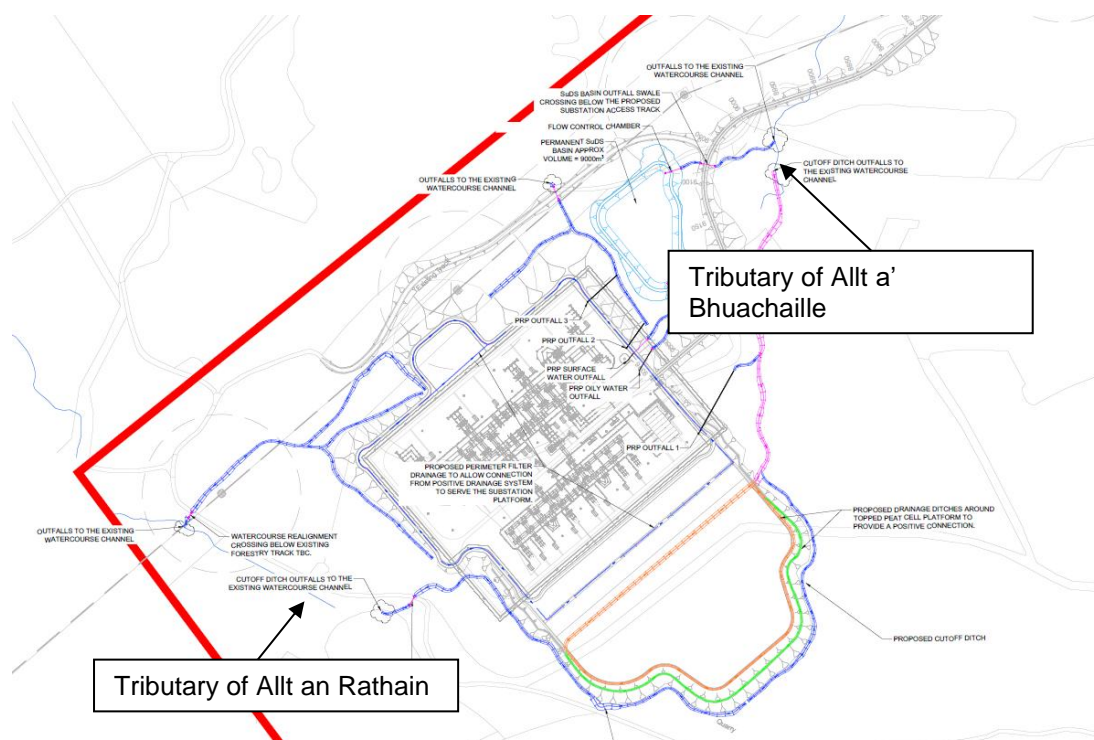 OUTFALLS TO THE EXISTING
WATERCOURSE CHANNEL
SuDS BASIN OUTFALL SWALE
CROSSING BELOW THE PROPOSED
SUBSTATION ACCESS TRACK
FLOW CONTROL CHAMBER
PERMANENT SuDS
BASIN APPROX
VOLUME = 9000m³
OUTFALLS TO THE EXISTING
WATERCOURSE CHANNEL
CUTOFF DITCH OUTFALLS TO
THE EXISTING WATERCOURSE
CHANNEL
Tributary of Allt a'
Bhuachaille
PRP OUTFALL 3
PRP OUTFALL 2
PRP SURFACE
WATER OUTFALL
PRP OILY WATER
OUTFALL
PRP OUTFALL 1
PROPOSED PERIMETER FILTER
DRAINAGE TO ALLOW CONNECTION
FROM POSITIVE DRAINAGE SYSTEM
TO SERVE THE SUBSTATION
PLATFORM.
PROPOSED DRAINAGE DITCHES AROUND
TOPPED PEAT CELL PLATFORM TO
PROVIDE A POSITIVE CONNECTION.
OUTFALLS TO THE EXISTING
WATERCOURSE CHANNEL
WATERCOURSE REALIGNMENT
CROSSING BELOW EXISTING
FORESTRY TRACK TBC.
CUTOFF DITCH OUTFALLS TO THE
EXISTING WATERCOURSE CHANNEL
PROPOSED CUTOFF DITCH
Tributary of Allt an Rathain
Quarry